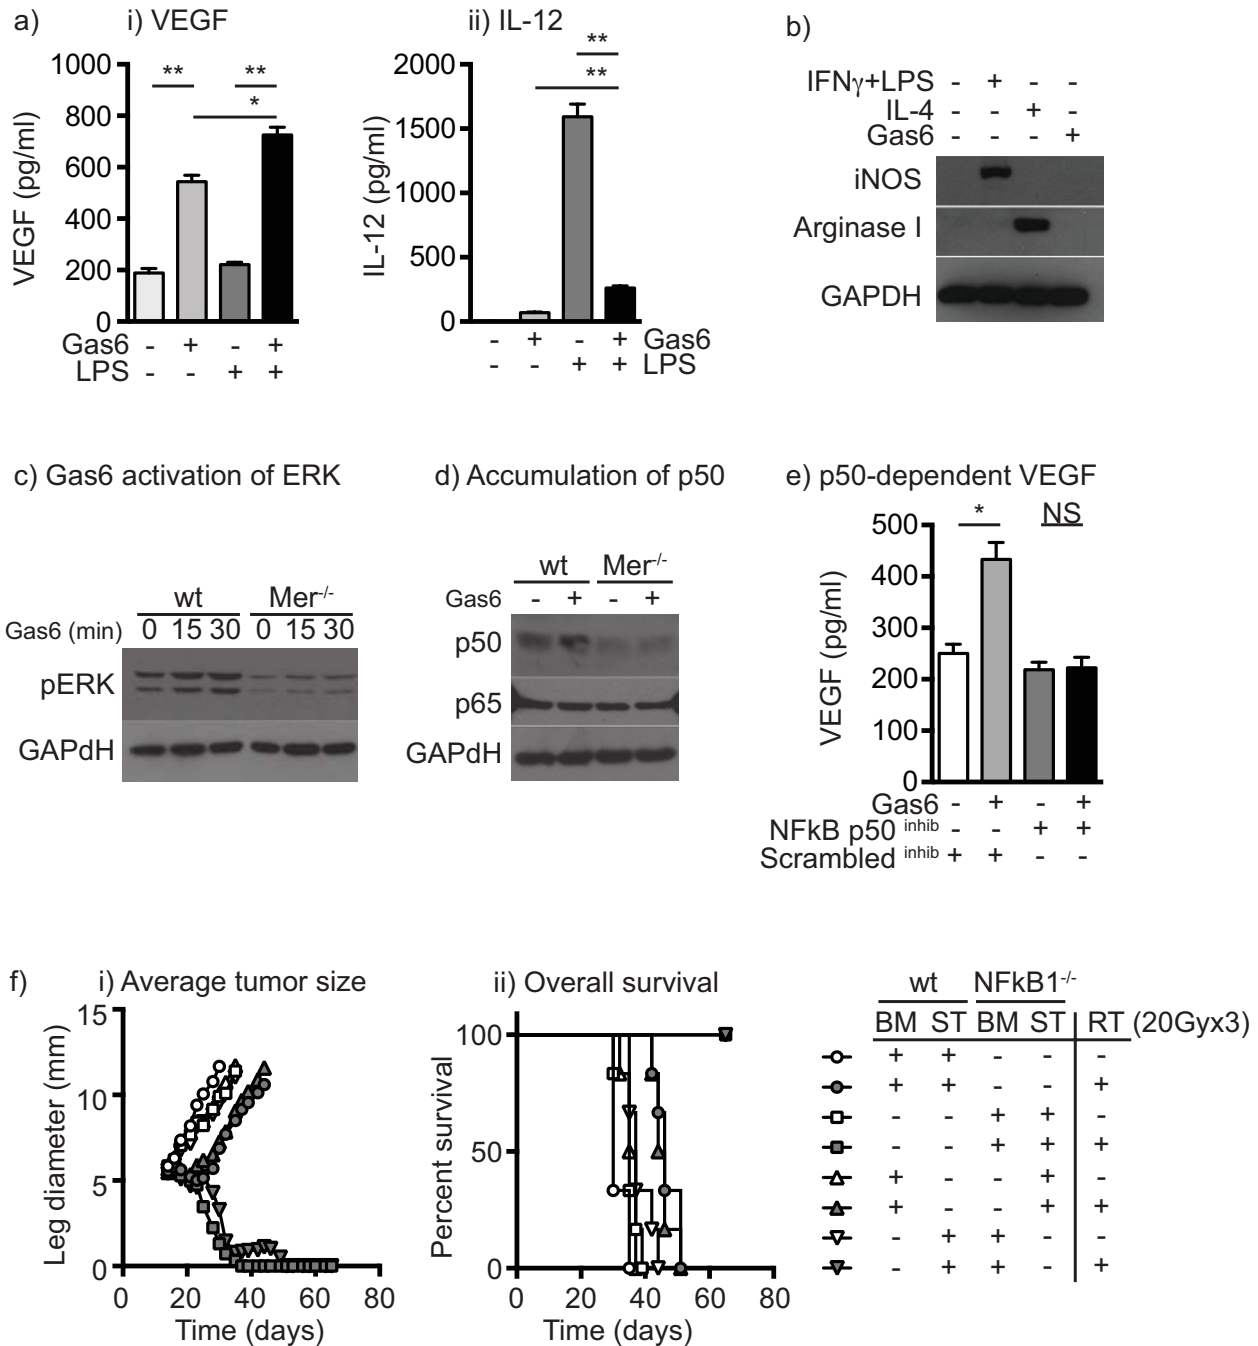 a) i) VEGF ii) IL-12 b)
VEGF (pg/ml)
1000
800
600
400
200
0
** **
*
Gas6 - + - +
LPS - - + +
IL-12 (pg/ml)
2000
1500
1000
500
0
**
**
- + - + Gas6
- - + + LPS
IFNγ+LPS - + - -
IL-4 - - + -
Gas6 - - - +
iNOS
Arginase I
GAPDH
c) Gas6 activation of ERK
wt Mer-/-
Gas6 (min) 0 15 30 0 15 30
pERK
GAPdH
d) Accumulation of p50
wt Mer-/-
Gas6 - + - +
p50
p65
GAPdH
e) p50-dependent VEGF
* NS
VEGF (pg/ml)
500
400
300
200
100
0
Gas6 - + - +
NFkB p50 inhib - - + +
Scrambled inhib + + - -
f) i) Average tumor size
Leg diameter (mm)
15
10
5
0
0 20 40 60 80
Time (days)
ii) Overall survival
Percent survival
100
50
0
0 20 40 60 80
Time (days)
wt NFkB1-/-
BM ST BM ST RT (20Gyx3)
+ + - - -
+ + - - +
- - + + -
- - + + +
+ - - + -
+ - - + +
- + + - -
- + + - +